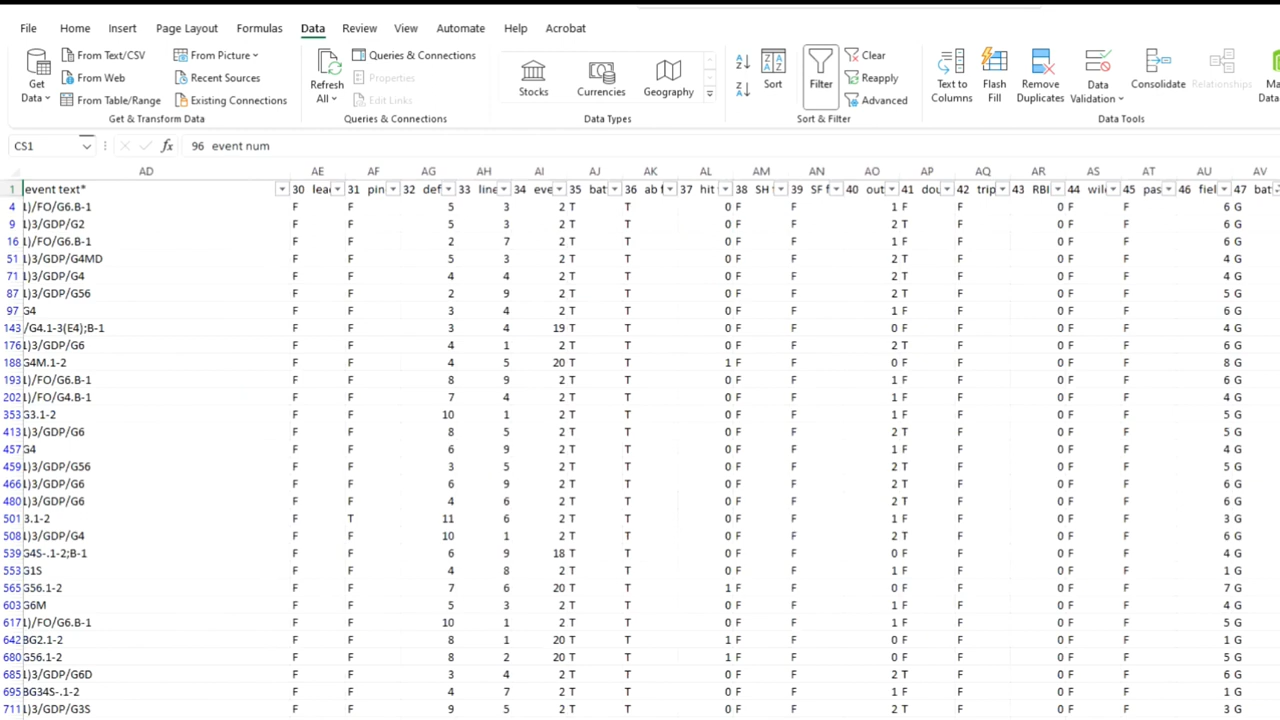 File Home Insert Page Layout Formulas Data Review View Automate Help Acrobat
From Text/CSV From Picture Queries & Connections Clear
Get Data From Web Recent Sources Refresh All Properties Stocks Currencies Geography Sort Filter Reapply Text to Columns Flash Fill Remove Duplicates Data Validation Consolidate Relationships
From Table/Range Existing Connections Edit Links Advanced
Get & Transform Data Queries & Connections Data Types Sort & Filter Data Tools
CS1 fx 96 event num
AD AE AF AG AH AI AJ AK AL AM AN AO AP AQ AR AS AT AU AV
1 event text* 30 31 pin 32 33 34 35 36 37 hit 38 SH 39 SF 40 out 41 42 trip 43 RBI 44 45 46 47
4 1)/FO/G6.B-1 F F 5 3 2 T T 0 F F 1 F F 0 F F 6 G
9 1)3/GDP/G2 F F 5 3 2 T T 0 F F 2 T F 0 F F 6 G
16 1)/FO/G6.B-1 F F 2 7 2 T T 0 F F 1 F F 0 F F 6 G
51 1)3/GDP/G4MD F F 5 3 2 T T 0 F F 2 T F 0 F F 4 G
71 1)3/GDP/G4 F F 4 4 2 T T 0 F F 2 T F 0 F F 4 G
87 1)3/GDP/G56 F F 2 9 2 T T 0 F F 2 T F 0 F F 5 G
97 G4 F F 3 4 2 T T 0 F F 1 F F 0 F F 6 G
143 /G4.1-3(E4);B-1 F F 3 4 19 T T 0 F F 0 F F 0 F F 4 G
176 1)3/GDP/G6 F F 4 1 2 T T 0 F F 2 T F 0 F F 6 G
188 G4M.1-2 F F 4 5 20 T T 1 F F 0 F F 0 F F 8 G
193 1)/FO/G6.B-1 F F 8 9 2 T T 0 F F 1 F F 0 F F 6 G
202 1)/FO/G4.B-1 F F 7 4 2 T T 0 F F 1 F F 0 F F 4 G
353 G3.1-2 F F 10 1 2 T T 0 F F 1 F F 0 F F 5 G
413 1)3/GDP/G6 F F 8 5 2 T T 0 F F 2 T F 0 F F 6 G
457 G4 F F 6 9 2 T T 0 F F 1 F F 0 F F 4 G
459 1)3/GDP/G56 F F 3 5 2 T T 0 F F 2 T F 0 F F 5 G
466 1)3/GDP/G6 F F 6 9 2 T T 0 F F 2 T F 0 F F 6 G
480 1)3/GDP/G6 F F 4 6 2 T T 0 F F 2 T F 0 F F 6 G
501 3.1-2 F T 11 6 2 T T 0 F F 1 F F 0 F F 3 G
508 1)3/GDP/G4 F F 10 1 2 T T 0 F F 2 T F 0 F F 6 G
539 G4S-.1-2;B-1 F F 6 9 18 T T 0 F F 0 F F 0 F F 4 G
553 G1S F F 4 8 2 T T 0 F F 1 F F 0 F F 1 G
565 G56.1-2 F F 7 6 20 T T 1 F F 0 F F 0 F F 7 G
603 G6M F F 5 3 2 T T 0 F F 1 F F 0 F F 4 G
617 1)/FO/G6.B-1 F F 10 1 2 T T 0 F F 1 F F 0 F F 5 G
642 BG2.1-2 F F 8 1 20 T T 1 F F 0 F F 0 F F 1 G
680 G56.1-2 F F 8 2 20 T T 1 F F 0 F F 0 F F 5 G
685 1)3/GDP/G6D F F 3 4 2 T T 0 F F 2 T F 0 F F 6 G
695 BG34S-.1-2 F F 4 7 2 T T 0 F F 1 F F 0 F F 1 G
711 1)3/GDP/G3S F F 9 5 2 T T 0 F F 2 T F 0 F F 3 G